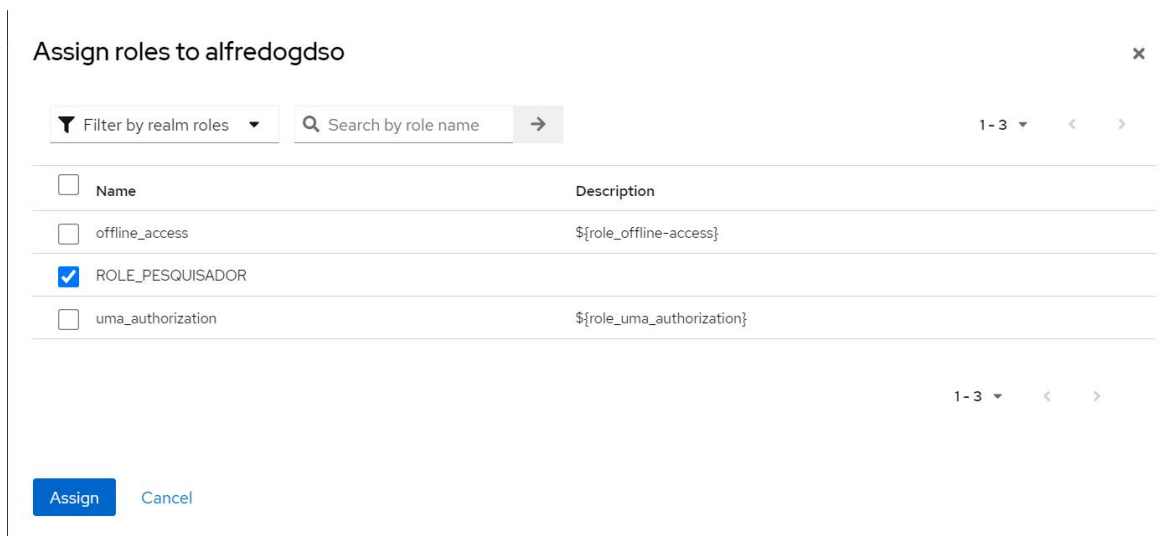 Assign roles to alfredogdso
Filter by realm roles Search by role name 1 - 3
Name Description
offline_access ${role_offline-access}
ROLE_PESQUISADOR
uma_authorization ${role_uma_authorization}
1 - 3
Assign Cancel